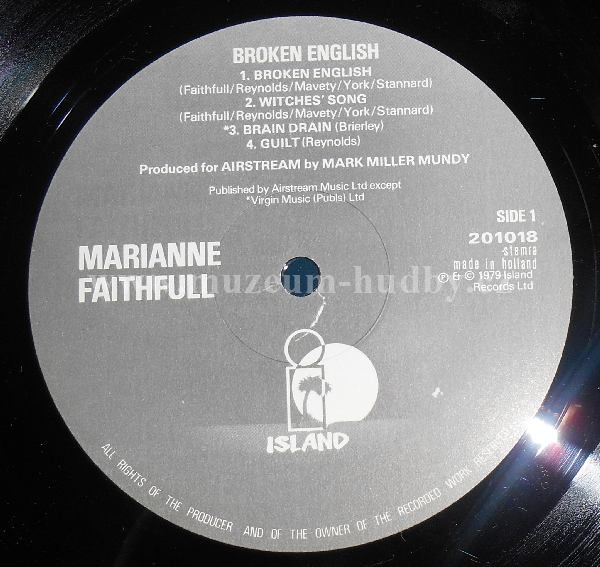 BROKEN ENGLISH
1. BROKEN ENGLISH
(Faithfull/Reynolds/Mavety/York/Stannard)
2. WITCHES' SONG
(Faithfull/Reynolds/Mavety/York/Stannard)
*3. BRAIN DRAIN (Brierley)
4. GUILT (Reynolds)
Produced for AIRSTREAM by MARK MILLER MUNDY
Published by Airstream Music Ltd except
*Virgin Music (Publs) Ltd
SIDE 1
201018
stemra
made in holland
℗ & © 1979 Island
Records Ltd
MARIANNE
FAITHFULL
muzeum-hudby.
ISLAND
ALL RIGHTS OF THE PRODUCER AND OF THE OWNER OF THE RECORDED WORK